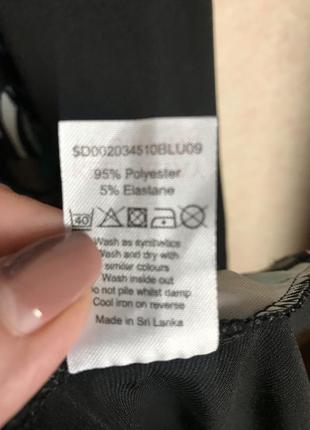 SD002034510BLU09
95% Polyester
5% Elastane
40
Wash as synthetics
Wash and dry with
similar colours
Wash inside out
Do not pile whilst damp
Cool iron on reverse
Made in Sri Lanka